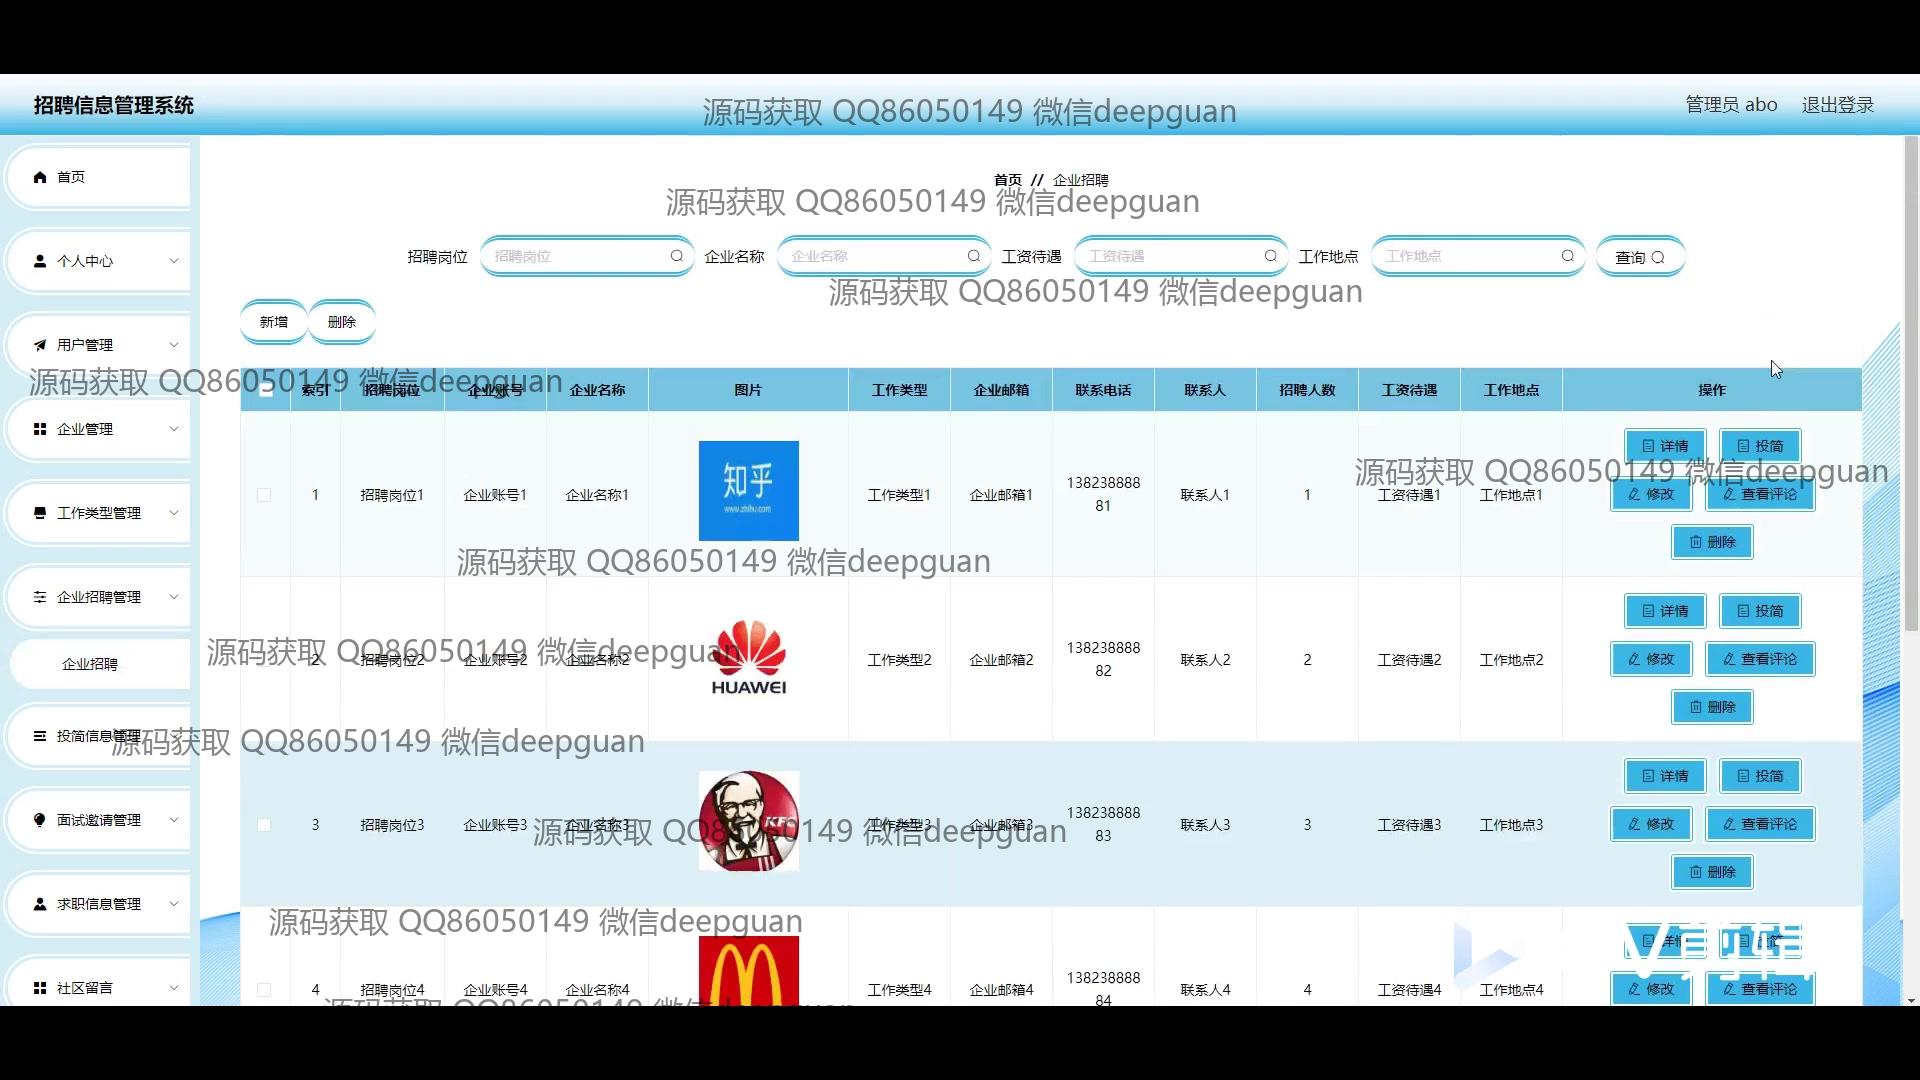 招聘信息管理系统
源码获取 QQ86050149 微信deepguan
管理员 abo 退出登录
首页
个人中心
用户管理
企业管理
工作类型管理
企业招聘管理
企业招聘
投简信息管理
面试邀请管理
求职信息管理
社区留言
首页 // 企业招聘
源码获取 QQ86050149 微信deepguan
招聘岗位 招聘岗位 企业名称 企业名称 工资待遇 工资待遇 工作地点 工作地点 查询
源码获取 QQ86050149 微信deepguan
新增 删除
源码获取 QQ86050149 微信deepguan
索引 招聘岗位 企业账号 企业名称 图片 工作类型 企业邮箱 联系电话 联系人 招聘人数 工资待遇 工作地点 操作
详情 投简
源码获取 QQ86050149 微信deepguan
1 招聘岗位1 企业账号1 企业名称1 知乎 www.zhihu.com 工作类型1 企业邮箱1 13823888881 联系人1 1 工资待遇1 工作地点1 修改 查看评论
删除
源码获取 QQ86050149 微信deepguan
详情 投简
源码获取 QQ86050149 微信deepguan
2 招聘岗位2 企业账号2 企业名称2 HUAWEI 工作类型2 企业邮箱2 13823888882 联系人2 2 工资待遇2 工作地点2 修改 查看评论
删除
源码获取 QQ86050149 微信deepguan
详情 投简
3 招聘岗位3 企业账号3 企业名称3 KFC 工作类型3 企业邮箱3 13823888883 联系人3 3 工资待遇3 工作地点3 修改 查看评论
源码获取 QQ86050149 微信deepguan
删除
源码获取 QQ86050149 微信deepguan
详情 投简
V剪辑
4 招聘岗位4 企业账号4 企业名称4 工作类型4 企业邮箱4 13823888884 联系人4 4 工资待遇4 工作地点4 修改 查看评论
源码获取 QQ86050149 微信deepguan